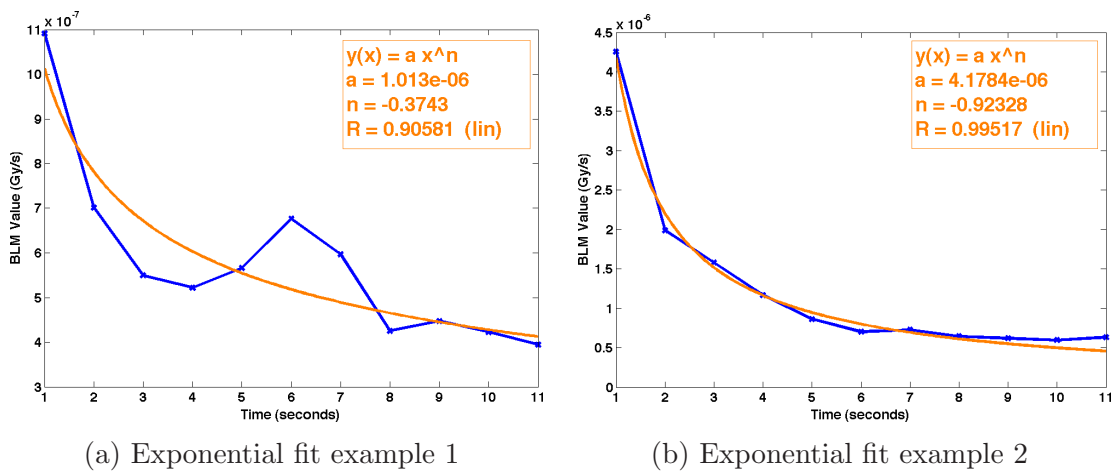 x 10^-7
11
10
9
8
7
6
5
4
3
BLM Value (Gy/s)
y(x) = a x^n
a = 1.013e-06
n = -0.3743
R = 0.90581 (lin)
1 2 3 4 5 6 7 8 9 10 11
Time (seconds)
(a) Exponential fit example 1
x 10^-6
4.5
4
3.5
3
2.5
2
1.5
1
0.5
0
BLM Value (Gy/s)
y(x) = a x^n
a = 4.1784e-06
n = -0.92328
R = 0.99517 (lin)
1 2 3 4 5 6 7 8 9 10 11
Time (seconds)
(b) Exponential fit example 2